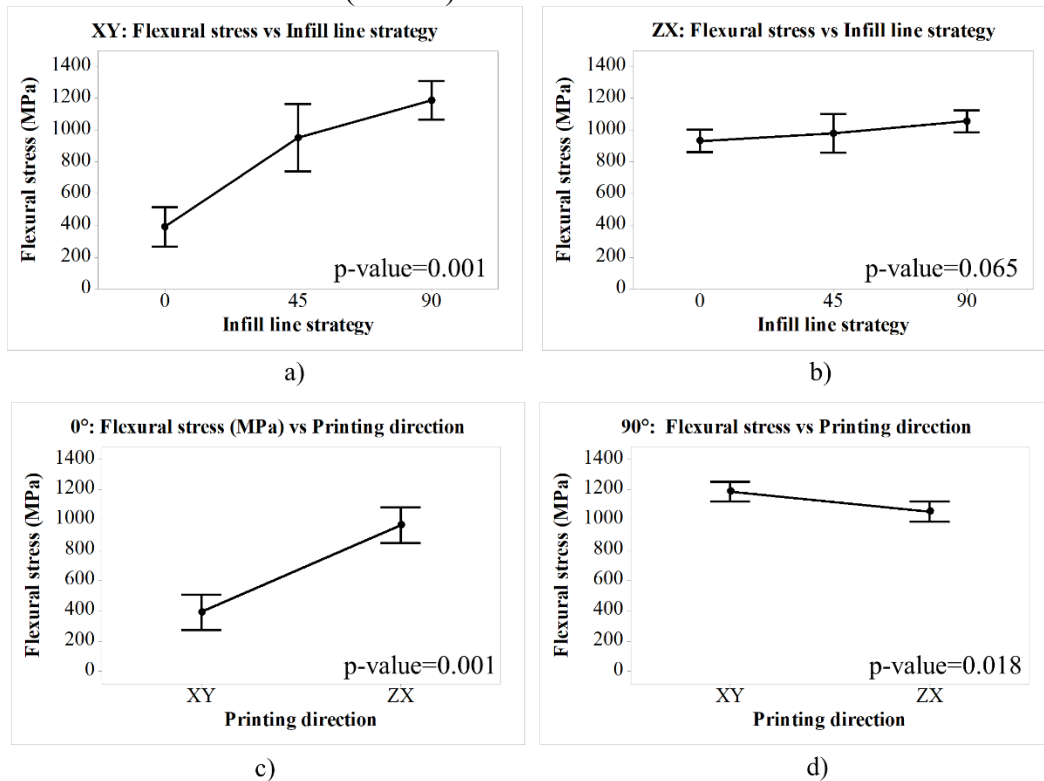 XY: Flexural stress vs Infill line strategy
Flexural stress (MPa)
1400
1200
1000
800
600
400
200
0
p-value=0.001
0 45 90
Infill line strategy
a)
ZX: Flexural stress vs Infill line strategy
Flexural stress (MPa)
1400
1200
1000
800
600
400
200
0
p-value=0.065
0 45 90
Infill line strategy
b)
0°: Flexural stress (MPa) vs Printing direction
Flexural stress (MPa)
1400
1200
1000
800
600
400
200
0
p-value=0.001
XY ZX
Printing direction
c)
90°: Flexural stress vs Printing direction
Flexural stress (MPa)
1400
1200
1000
800
600
400
200
0
p-value=0.018
XY ZX
Printing direction
d)